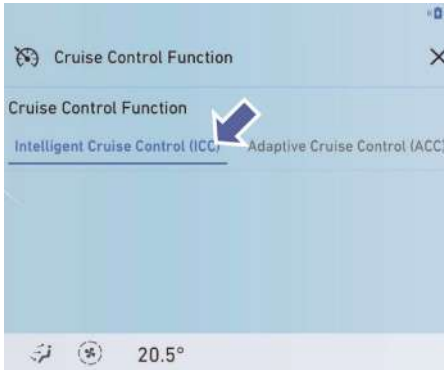 Cruise Control Function
Cruise Control Function
Intelligent Cruise Control (ICC) Adaptive Cruise Control (ACC)
20.5°